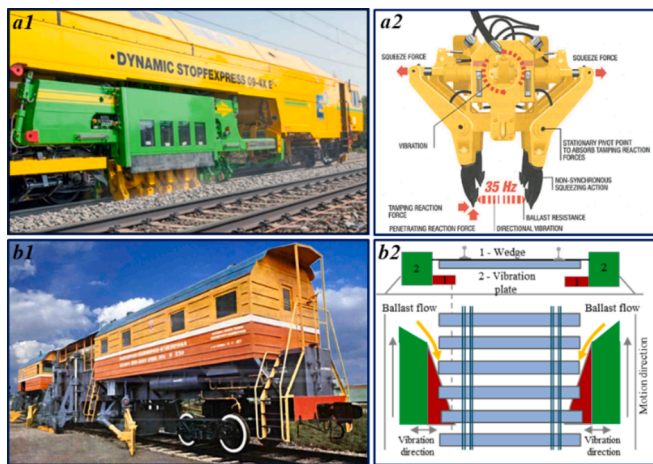 a1
DYNAMIC STOPFEXPRESS 09-4X E
a2
SQUEEZE FORCE
SQUEEZE FORCE
VIBRATION
STATIONARY PIVOT POINT
TO ABSORB TAMPING REACTION
FORCES
NON-SYNCHRONOUS
SQUEEZING ACTION
35 Hz
TAMPING REACTION
FORCE
BALLAST RESISTANCE
PENETRATING REACTION FORCE
DIRECTIONAL VIBRATION
b1
b2
1 - Wedge
2
2
1
1
2 - Vibration
plate
Ballast flow
Ballast flow
Motion direction
Vibration
direction
Vibration
direction